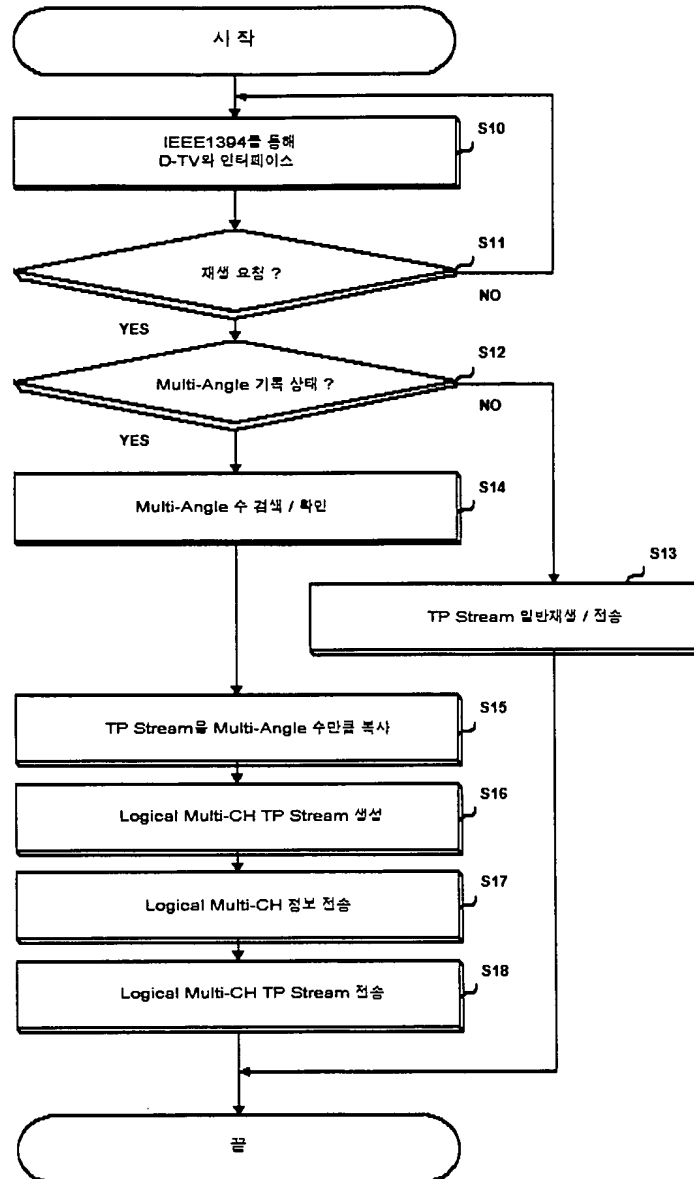 시 작
IEEE1394를 통해
D-TV와 인터페이스
S10
재생 요청 ?
S11
NO
YES
Multi-Angle 기록 상태 ?
S12
NO
YES
Multi-Angle 수 검색 / 확인
S14
S13
TP Stream 일반재생 / 전송
TP Stream을 Multi-Angle 수만큼 복사
S15
Logical Multi-CH TP Stream 생성
S16
Logical Multi-CH 정보 전송
S17
Logical Multi-CH TP Stream 전송
S18
끝